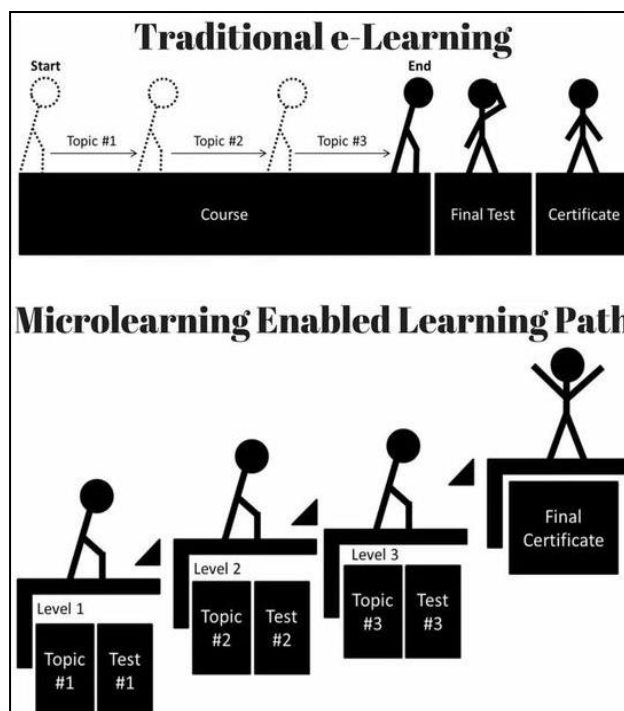 Traditional e-Learning
Start
End
Topic #1
Topic #2
Topic #3
Course
Final Test
Certificate
Microlearning Enabled Learning Path
Level 1
Topic
#1
Test
#1
Level 2
Topic
#2
Test
#2
Level 3
Topic
#3
Test
#3
Final
Certificate